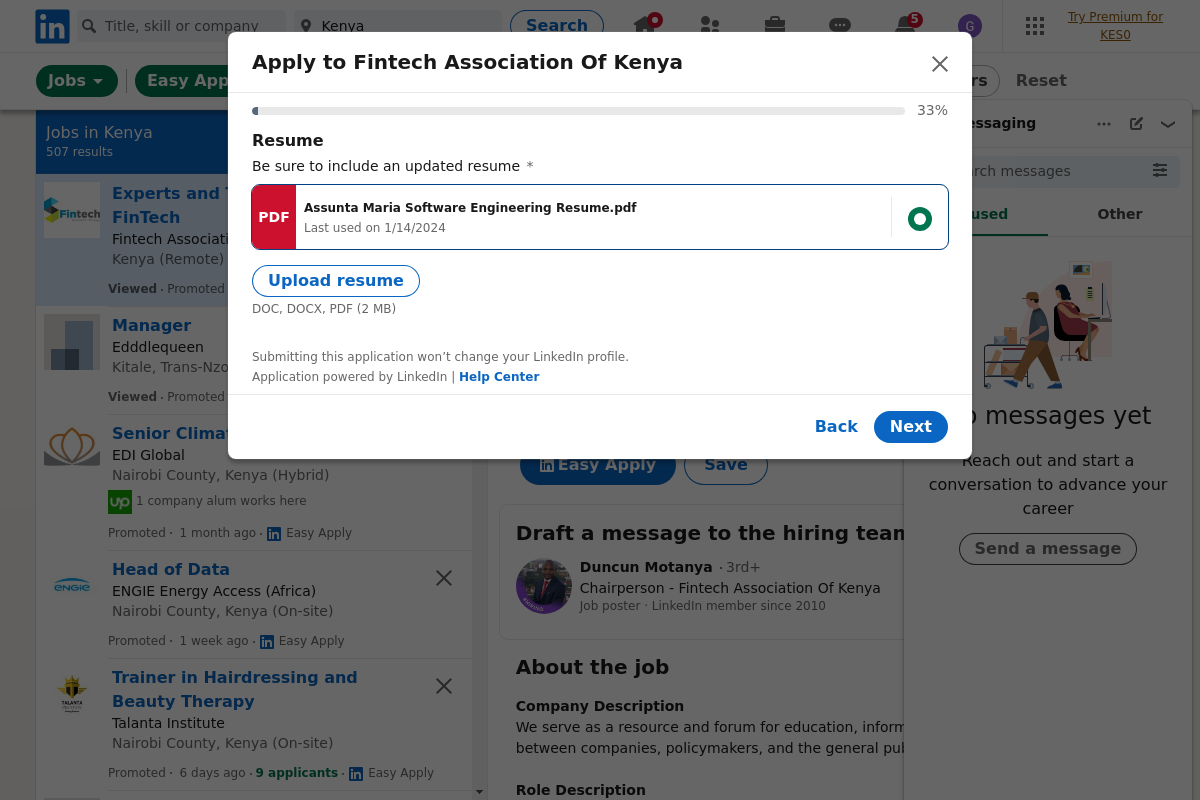 in
Title, skill or company
Kenya
Search
5
G
Try Premium for
KES0
Jobs
Easy App
rs
Reset
Apply to Fintech Association Of Kenya
33%
Resume
Be sure to include an updated resume *
PDF
Assunta Maria Software Engineering Resume.pdf
Last used on 1/14/2024
Upload resume
DOC, DOCX, PDF (2 MB)
Submitting this application won’t change your LinkedIn profile.
Application powered by LinkedIn | Help Center
Back
Next
Jobs in Kenya
507 results
Fintech
Experts and
FinTech
Fintech Associati
Kenya (Remote)
Viewed · Promoted
Manager
Edddlequeen
Kitale, Trans-Nzo
Viewed · Promoted
Senior Climat
EDI Global
Nairobi County, Kenya (Hybrid)
up
1 company alum works here
Promoted · 1 month ago · in Easy Apply
ENGIE
Head of Data
ENGIE Energy Access (Africa)
Nairobi County, Kenya (On-site)
Promoted · 1 week ago · in Easy Apply
TALANTA
Trainer in Hairdressing and
Beauty Therapy
Talanta Institute
Nairobi County, Kenya (On-site)
Promoted · 6 days ago · 9 applicants · in Easy Apply
in Easy Apply
Save
Draft a message to the hiring team
Duncun Motanya · 3rd+
Chairperson - Fintech Association Of Kenya
Job poster · LinkedIn member since 2010
About the job
Company Description
We serve as a resource and forum for education, inform
between companies, policymakers, and the general pul
Role Description
essaging
rch messages
used
Other
messages yet
Reach out and start a
conversation to advance your
career
Send a message